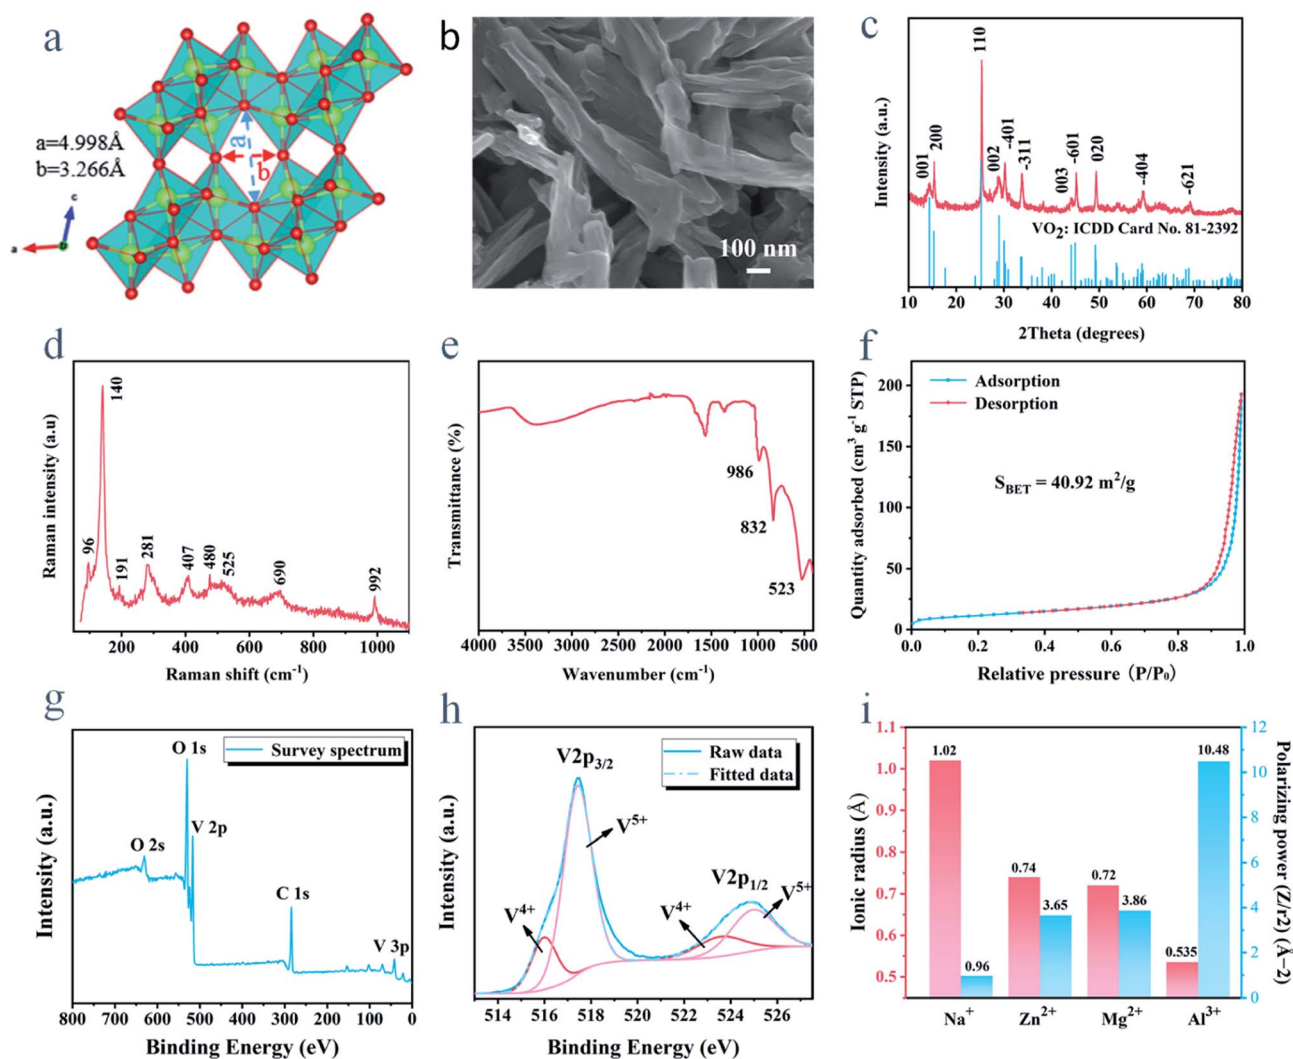 a
a=4.998Å
b=3.266Å
a
b
c
a
b
b
100 nm
c
Intensity (a.u.)
001
200
110
002
-401
-311
003
-601
020
-404
-621
VO2: ICDD Card No. 81-2392
10 20 30 40 50 60 70 80
2Theta (degrees)
d
Raman intensity (a.u)
96
140
191
281
407
480
525
690
992
200 400 600 800 1000
Raman shift (cm-1)
e
Transmittance (%)
986
832
523
4000 3500 3000 2500 2000 1500 1000 500
Wavenumber (cm-1)
f
Quantity adsorbed (cm3 g-1 STP)
200
150
100
50
0
Adsorption
Desorption
SBET = 40.92 m2/g
0.0 0.2 0.4 0.6 0.8 1.0
Relative pressure (P/P0)
g
Intensity (a.u.)
Survey spectrum
O 1s
O 2s
V 2p
C 1s
V 3p
800 700 600 500 400 300 200 100 0
Binding Energy (eV)
h
Intensity (a.u.)
Raw data
Fitted data
V2p3/2
V5+
V4+
V2p1/2
V4+
V5+
514 516 518 520 522 524 526
Binding Energy (eV)
i
Ionic radius (Å)
1.1
1.0
0.9
0.8
0.7
0.6
0.5
1.02
0.96
0.74
3.65
0.72
3.86
0.535
10.48
Na+ Zn2+ Mg2+ Al3+
12
10
8
6
4
2
0
Polarizing power (Z/r2) (Å−2)